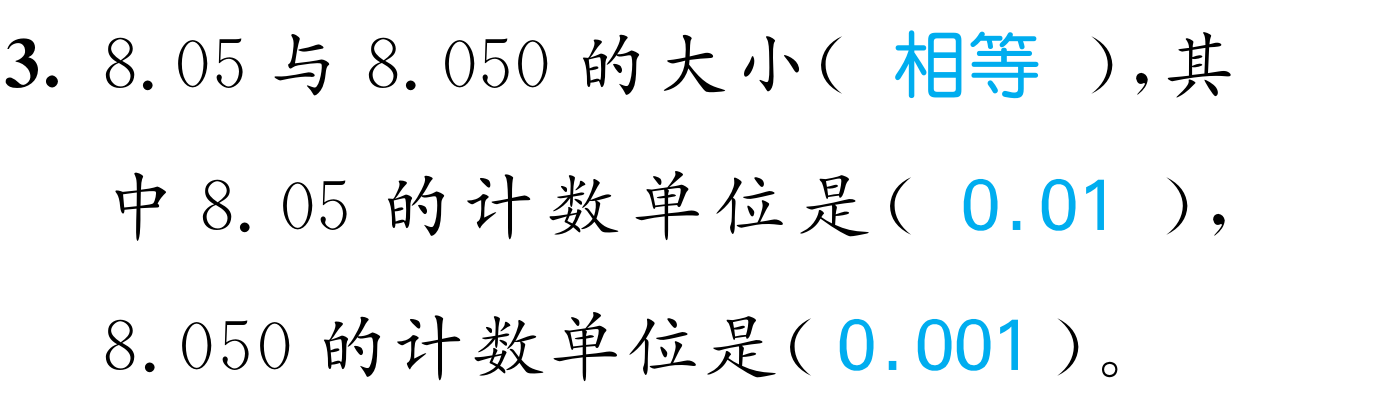 3. 8.05 与 8.050 的大小( 相等 ),其
中 8.05 的计数单位是( 0.01 ),
8.050 的计数单位是( 0.001 )。